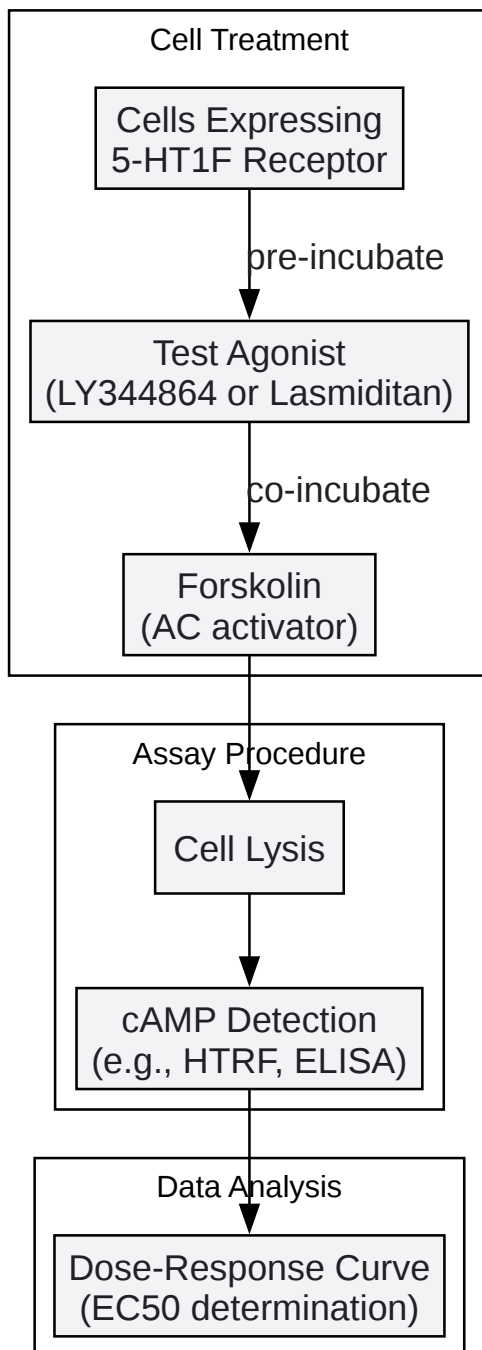 Cell Treatment
Cells Expressing
5-HT1F Receptor
pre-incubate
Test Agonist
(LY344864 or Lasmiditan)
co-incubate
Forskolin
(AC activator)
Assay Procedure
Cell Lysis
cAMP Detection
(e.g., HTRF, ELISA)
Data Analysis
Dose-Response Curve
(EC50 determination)